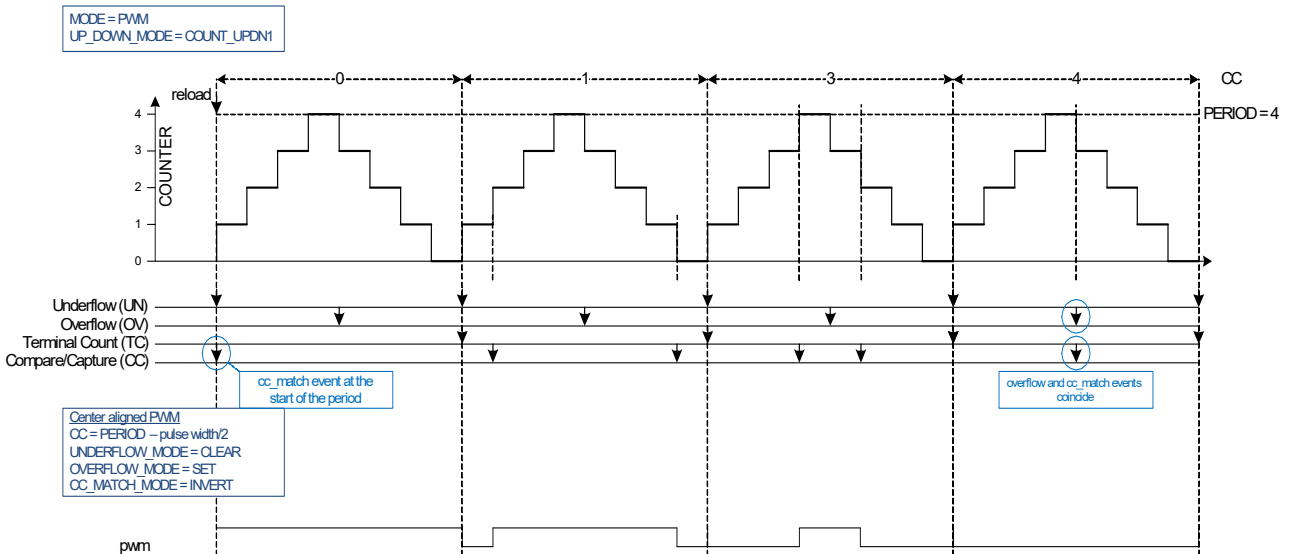 MODE = PWM
UP_DOWN_MODE = COUNT_UPDN1
0 1 3 4 CC
reload
4 PERIOD = 4
COUNTER
3
2
1
0
Underflow (UN)
Overflow (OV)
Terminal Count (TC)
Compare/Capture (CC)
cc_match event at the
start of the period
overflow and cc_match events
coincide
Center aligned PWM
CC = PERIOD – pulse width/2
UNDERFLOW_MODE = CLEAR
OVERFLOW_MODE = SET
CC_MATCH_MODE = INVERT
pwm